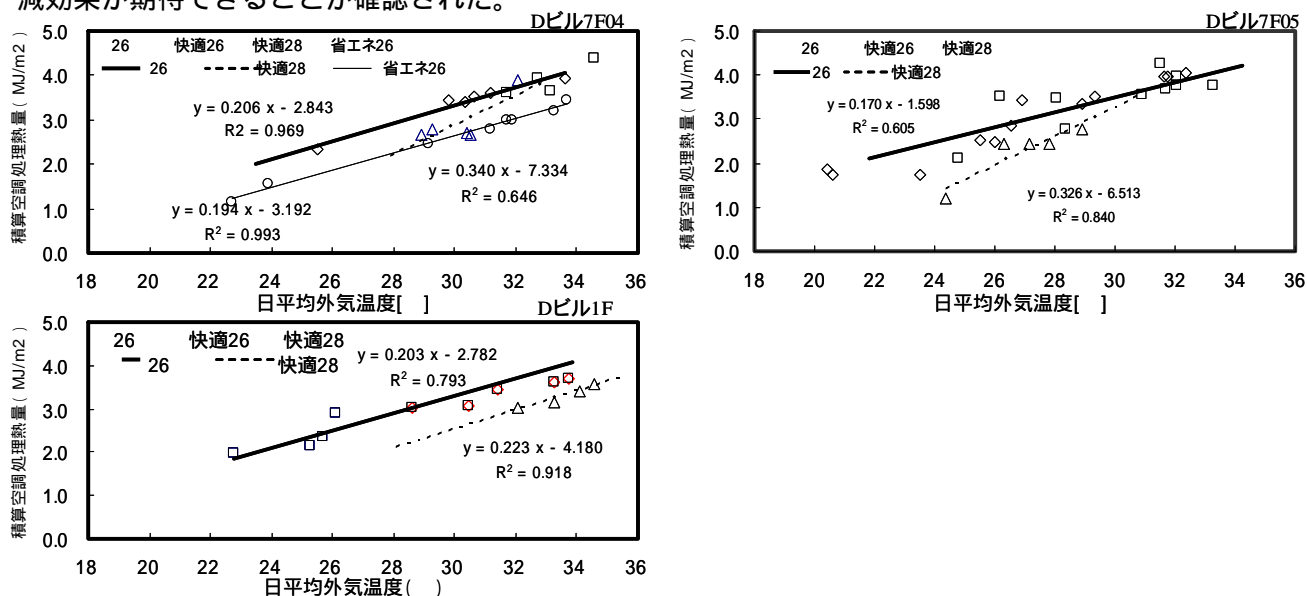 減効果が期待できることが確認された。
Dビル7F04
積算空調処理熱量( MJ/m2 )
5.0
4.0
3.0
2.0
1.0
0.0
26 快適26 快適28 省エネ26
26 快適28 省エネ26
y = 0.206 x - 2.843
R2 = 0.969
y = 0.340 x - 7.334
R² = 0.646
y = 0.194 x - 3.192
R² = 0.993
18 20 22 24 26 28 30 32 34 36
日平均外気温度[ ]
Dビル7F05
積算空調処理熱量( MJ/m2 )
5.0
4.0
3.0
2.0
1.0
0.0
26 快適26 快適28
26 快適28
y = 0.170 x - 1.598
R² = 0.605
y = 0.326 x - 6.513
R² = 0.840
18 20 22 24 26 28 30 32 34 36
日平均外気温度[ ]
Dビル1F
積算空調処理熱量( MJ/m2 )
5.0
4.0
3.0
2.0
1.0
0.0
26 快適26 快適28
26 快適28
y = 0.203 x - 2.782
R² = 0.793
y = 0.223 x - 4.180
R² = 0.918
18 20 22 24 26 28 30 32 34 36
日平均外気温度( )